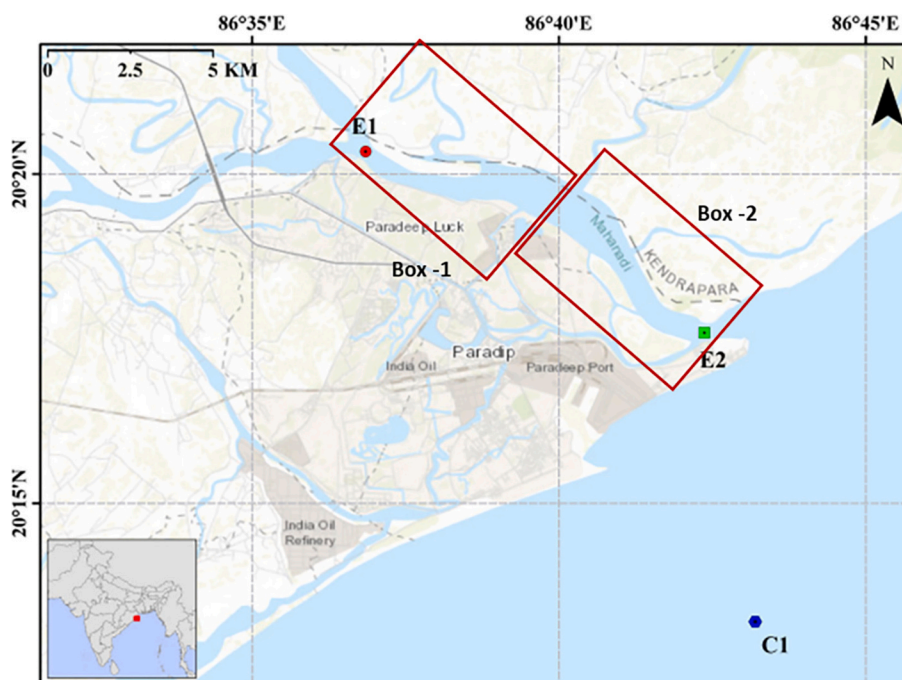 86°35'E 86°40'E 86°45'E
0 2.5 5 KM
N
E1
20°20'N
Box -2
Paradeep Luck
Mahanadi
KENDRAPARA
Box -1
E2
Paradip
India Oil
Paradeep Port
20°15'N
India Oil
Refinery
C1